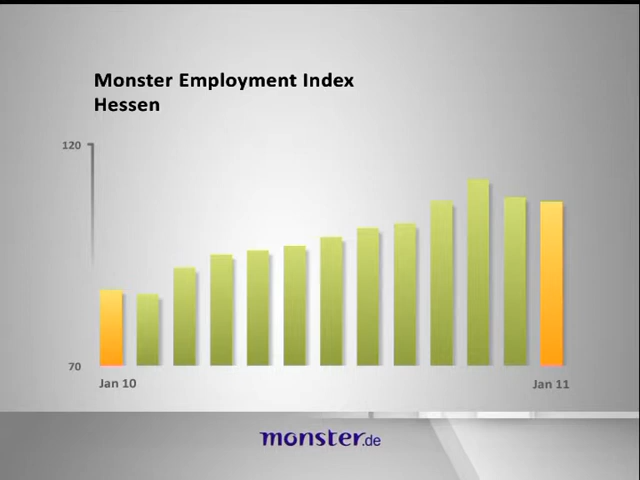 Monster Employment Index
Hessen
120
70
Jan 10
Jan 11
monster.de